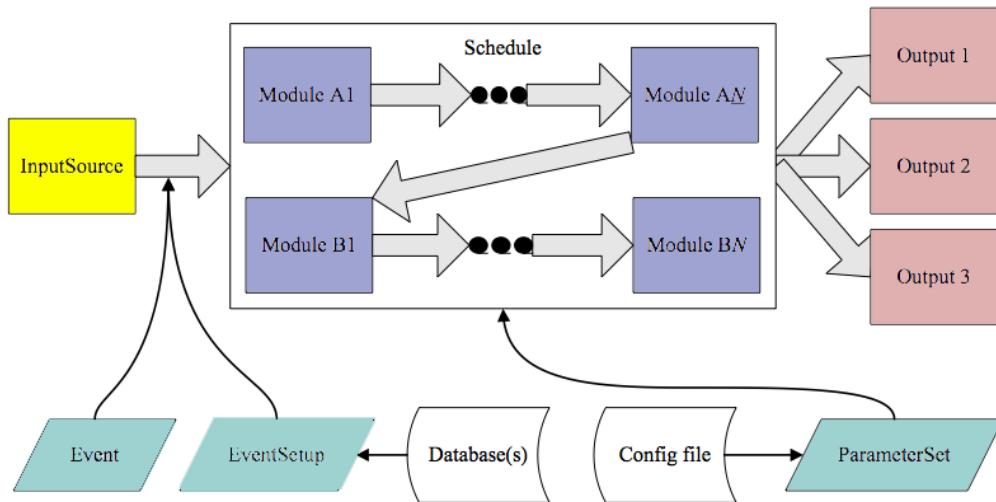 Schedule
Module A1
Module AN
Output 1
InputSource
Output 2
Module B1
Module BN
Output 3
Event
EventSetup
Database(s)
Config file
ParameterSet